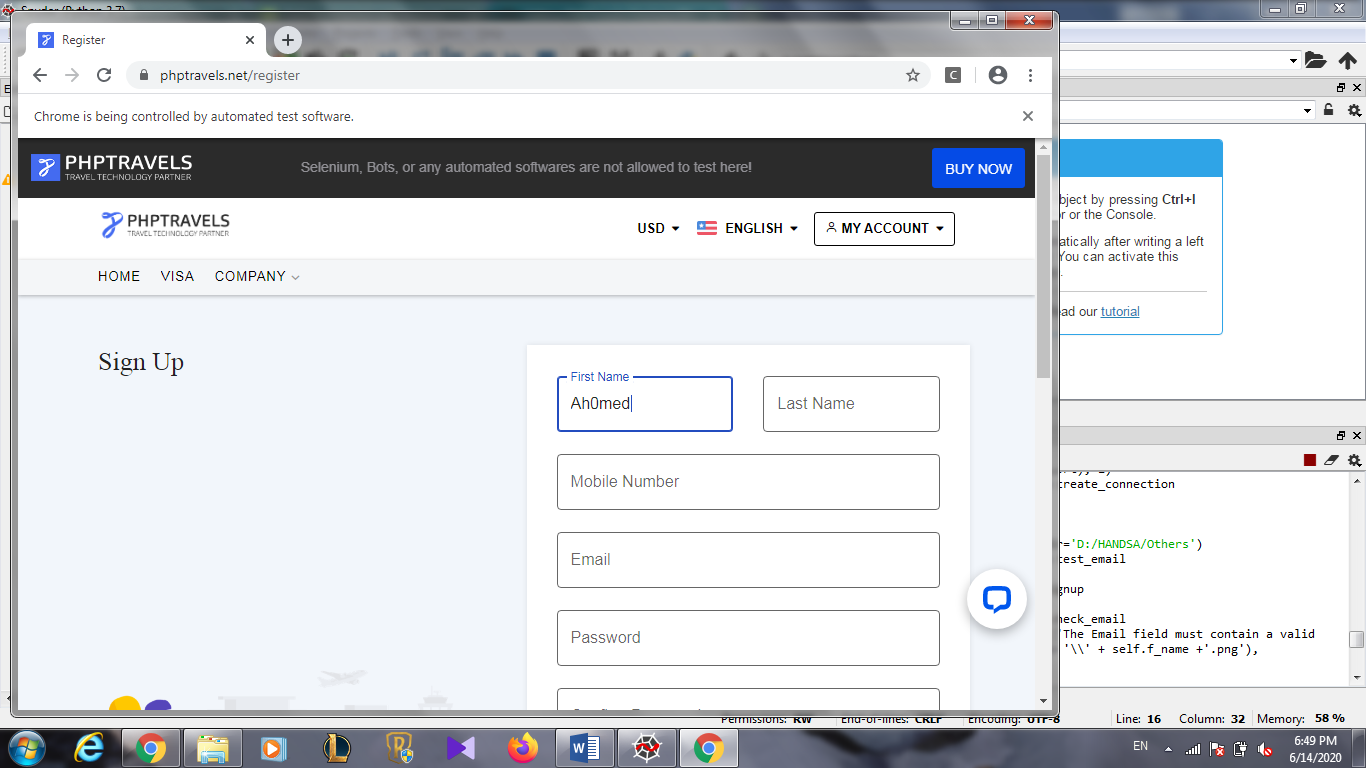 Register
phptravels.net/register
Chrome is being controlled by automated test software.
PHPTRAVELS
TRAVEL TECHNOLOGY PARTNER
Selenium, Bots, or any automated softwares are not allowed to test here!
BUY NOW
PHPTRAVELS
TRAVEL TECHNOLOGY PARTNER
USD
ENGLISH
MY ACCOUNT
HOME
VISA
COMPANY
Sign Up
First Name
Ah0med
Last Name
Mobile Number
Email
Password
bject by pressing Ctrl+I
r or the Console.
atically after writing a left
You can activate this
ead our tutorial
create_connection
r='D:/HANDSA/Others')
test_email
gnup
heck_email
'The Email field must contain a valid
'\\' + self.f_name +'.png'),
Permissions: RW End-of-lines: CRLF Encoding: UTF-8 Line: 16 Column: 32 Memory: 58 %
EN
6:49 PM
6/14/2020